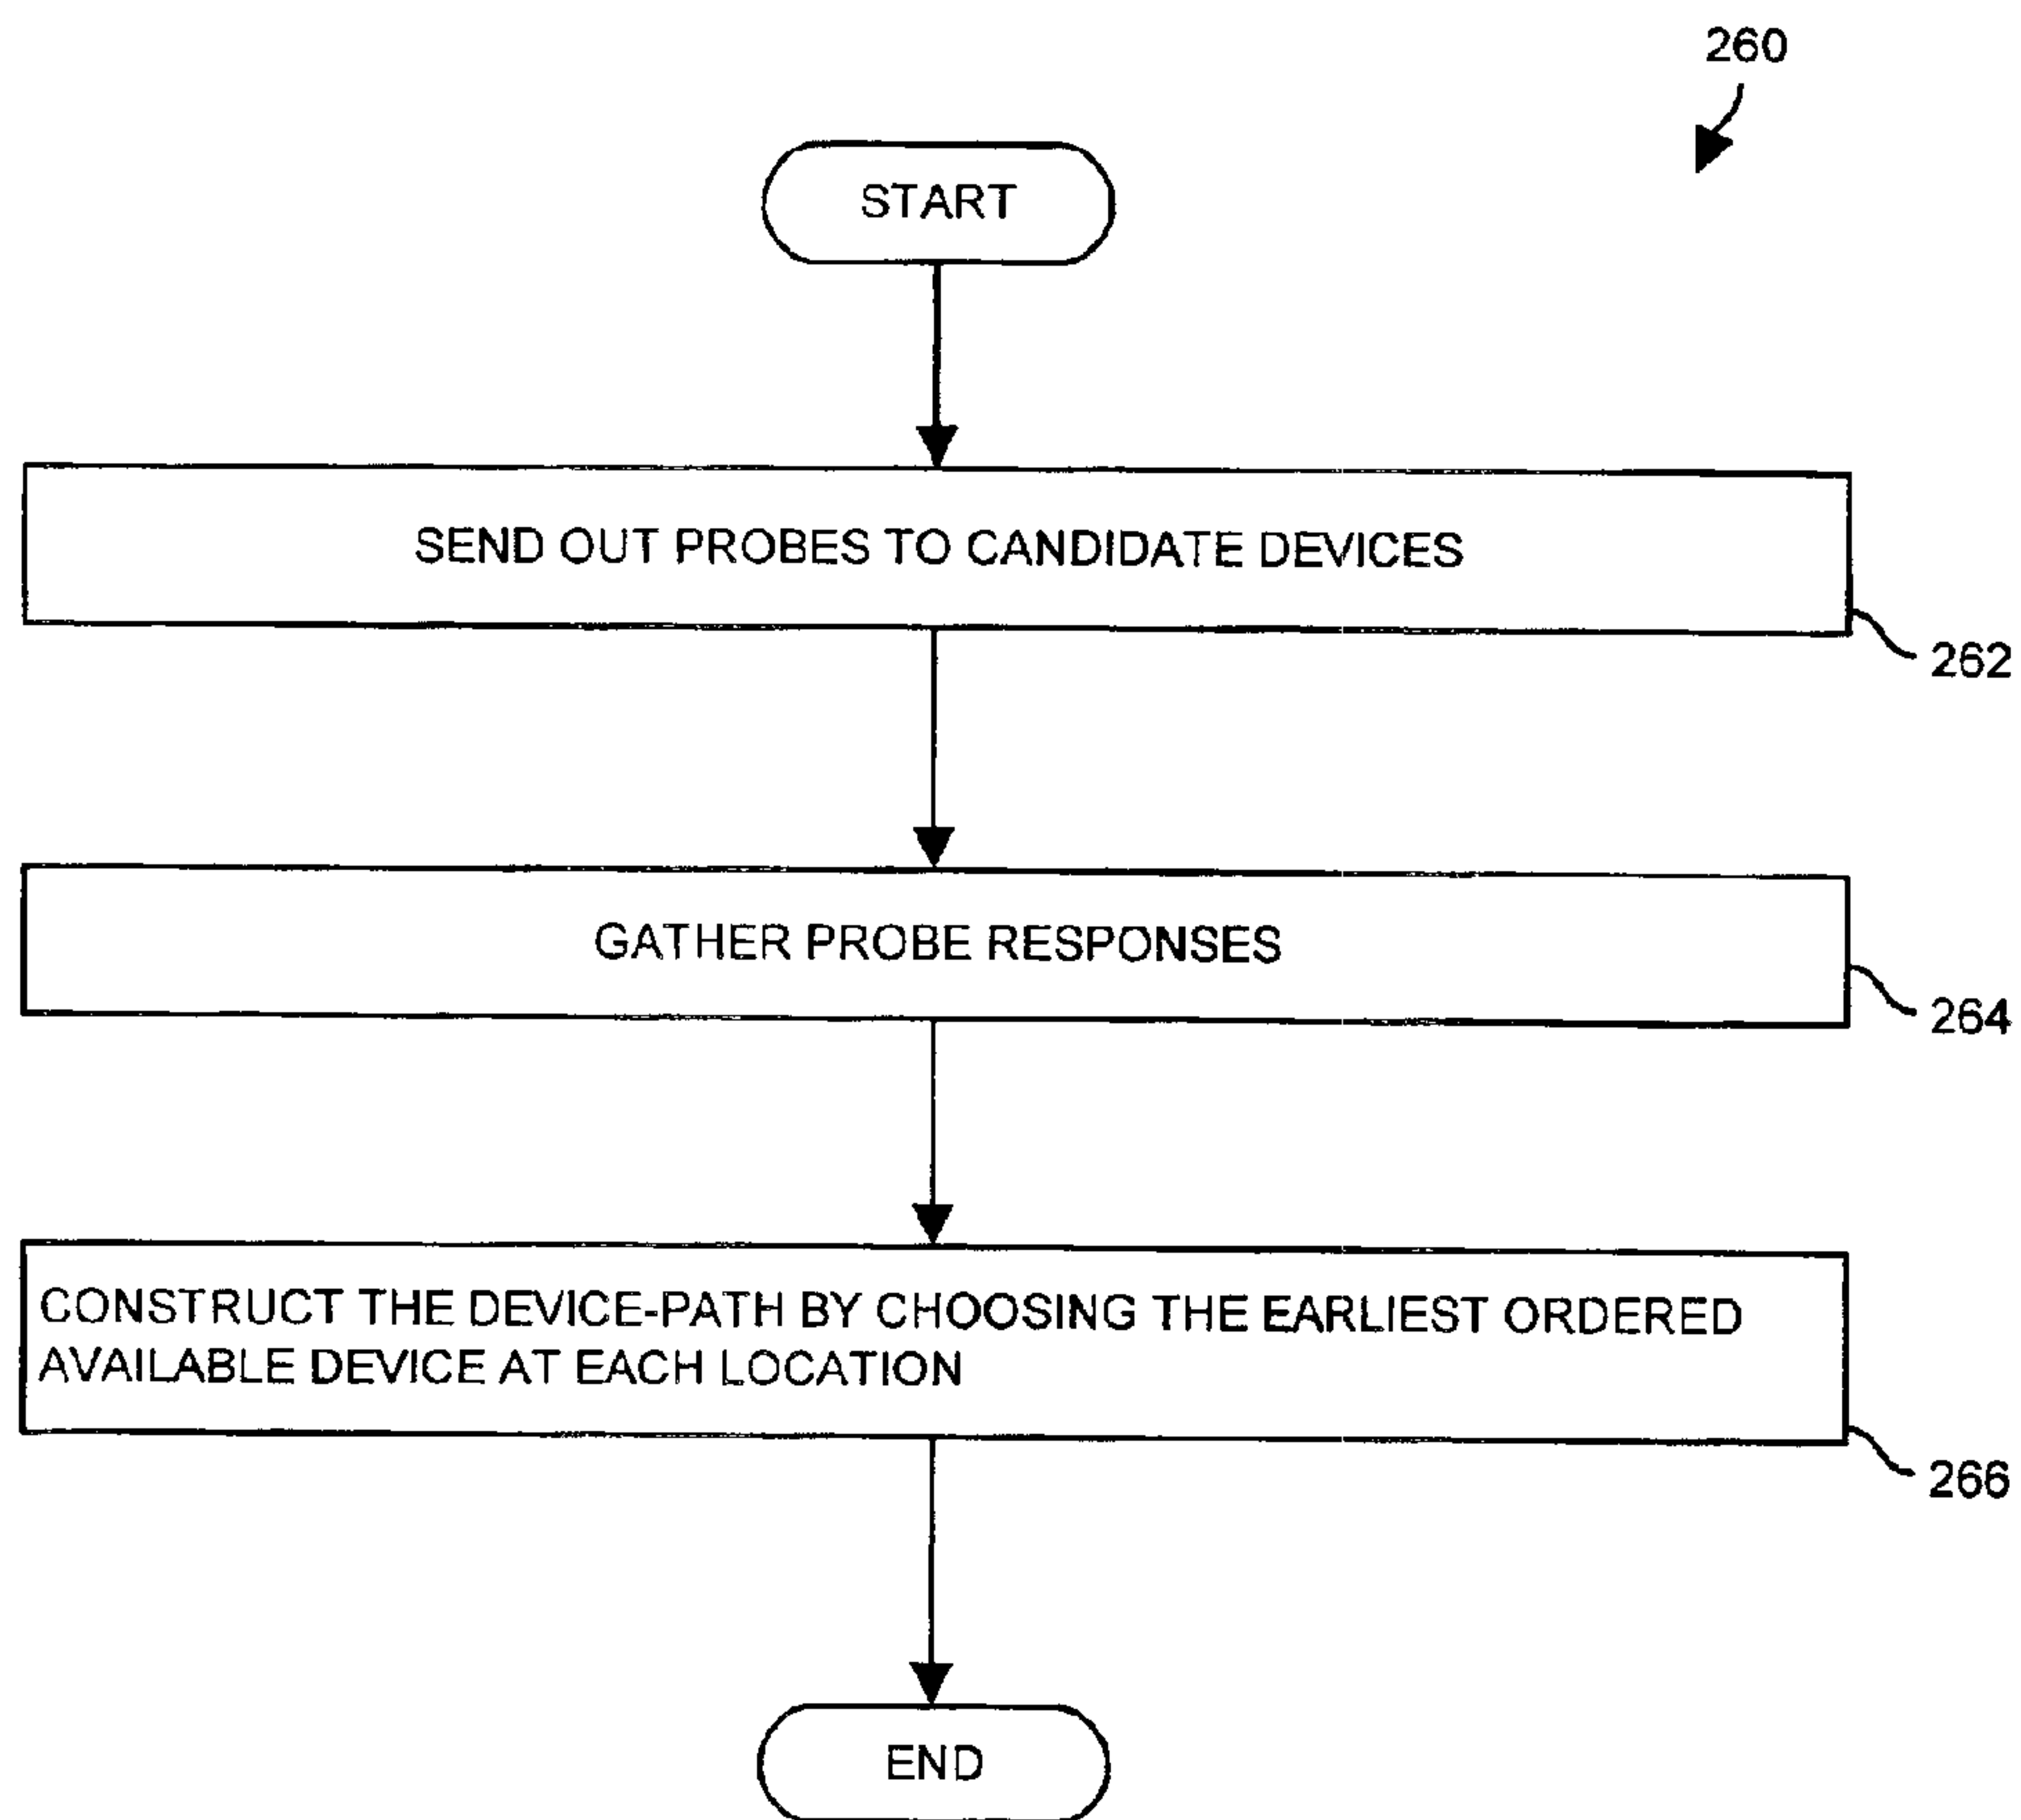 260
START
SEND OUT PROBES TO CANDIDATE DEVICES
262
GATHER PROBE RESPONSES
264
CONSTRUCT THE DEVICE-PATH BY CHOOSING THE EARLIEST ORDERED
AVAILABLE DEVICE AT EACH LOCATION
266
END